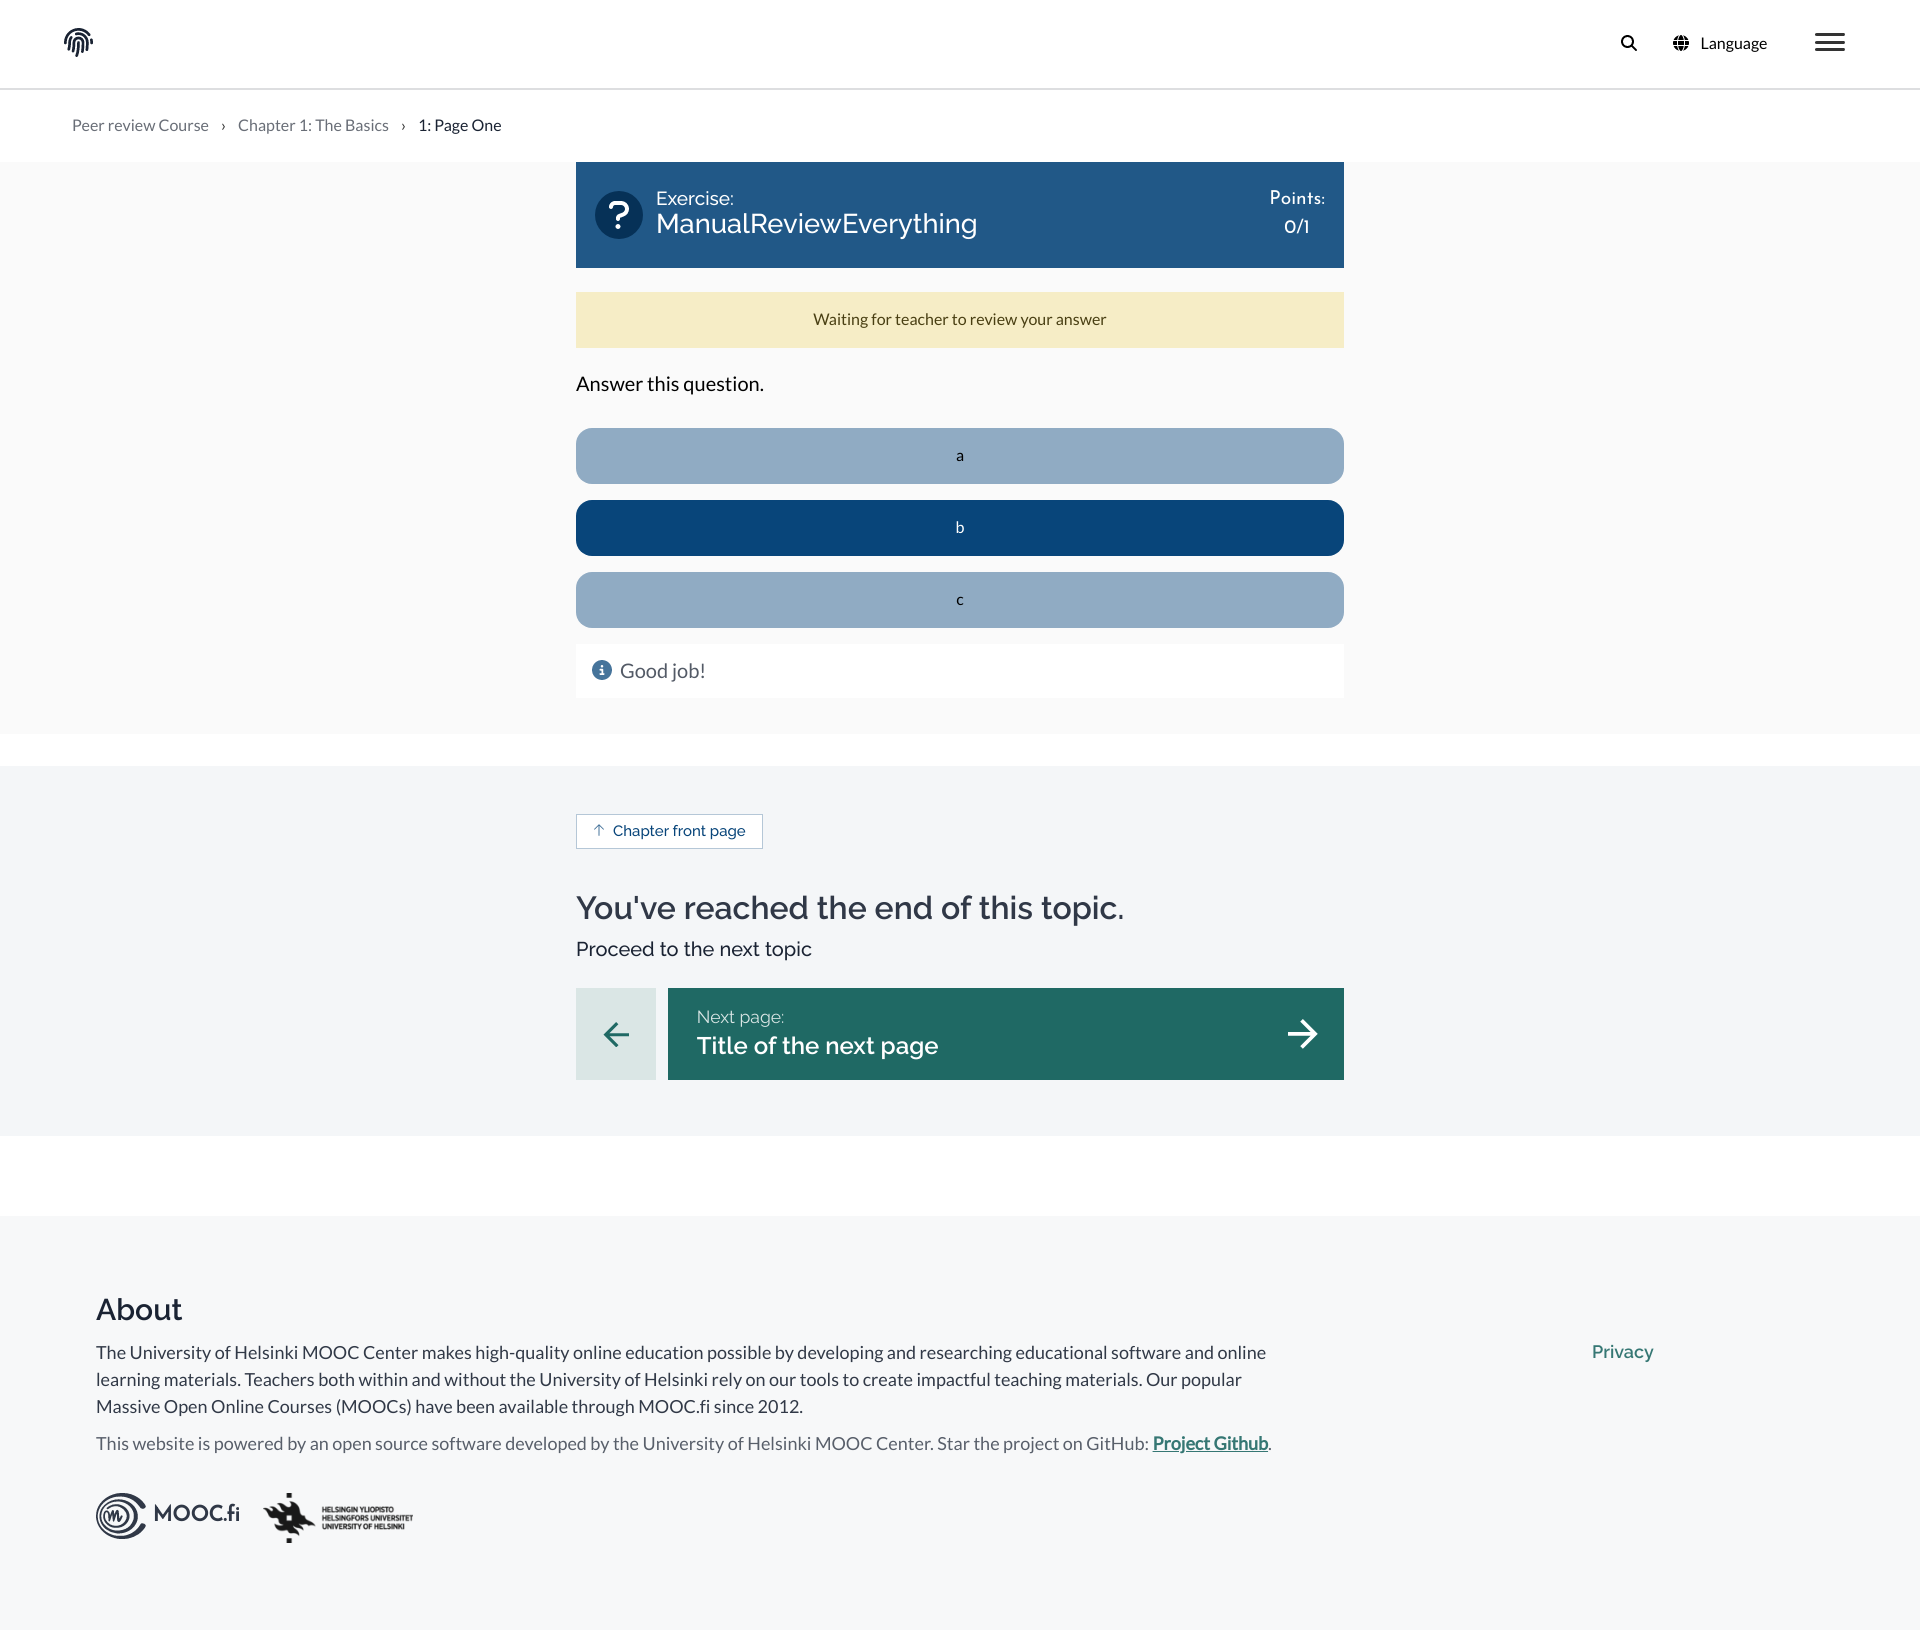 Language
Peer review Course › Chapter 1: The Basics › 1: Page One
Exercise:
ManualReviewEverything
Points:
0/1
Waiting for teacher to review your answer
Answer this question.
a
b
c
Good job!
Chapter front page
You've reached the end of this topic.
Proceed to the next topic
Next page:
Title of the next page
About
The University of Helsinki MOOC Center makes high-quality online education possible by developing and researching educational software and online
learning materials. Teachers both within and without the University of Helsinki rely on our tools to create impactful teaching materials. Our popular
Massive Open Online Courses (MOOCs) have been available through MOOC.fi since 2012.
This website is powered by an open source software developed by the University of Helsinki MOOC Center. Star the project on GitHub: Project Github.
Privacy
MOOC.fi
HELSINGIN YLIOPISTO
HELSINGFORS UNIVERSITET
UNIVERSITY OF HELSINKI